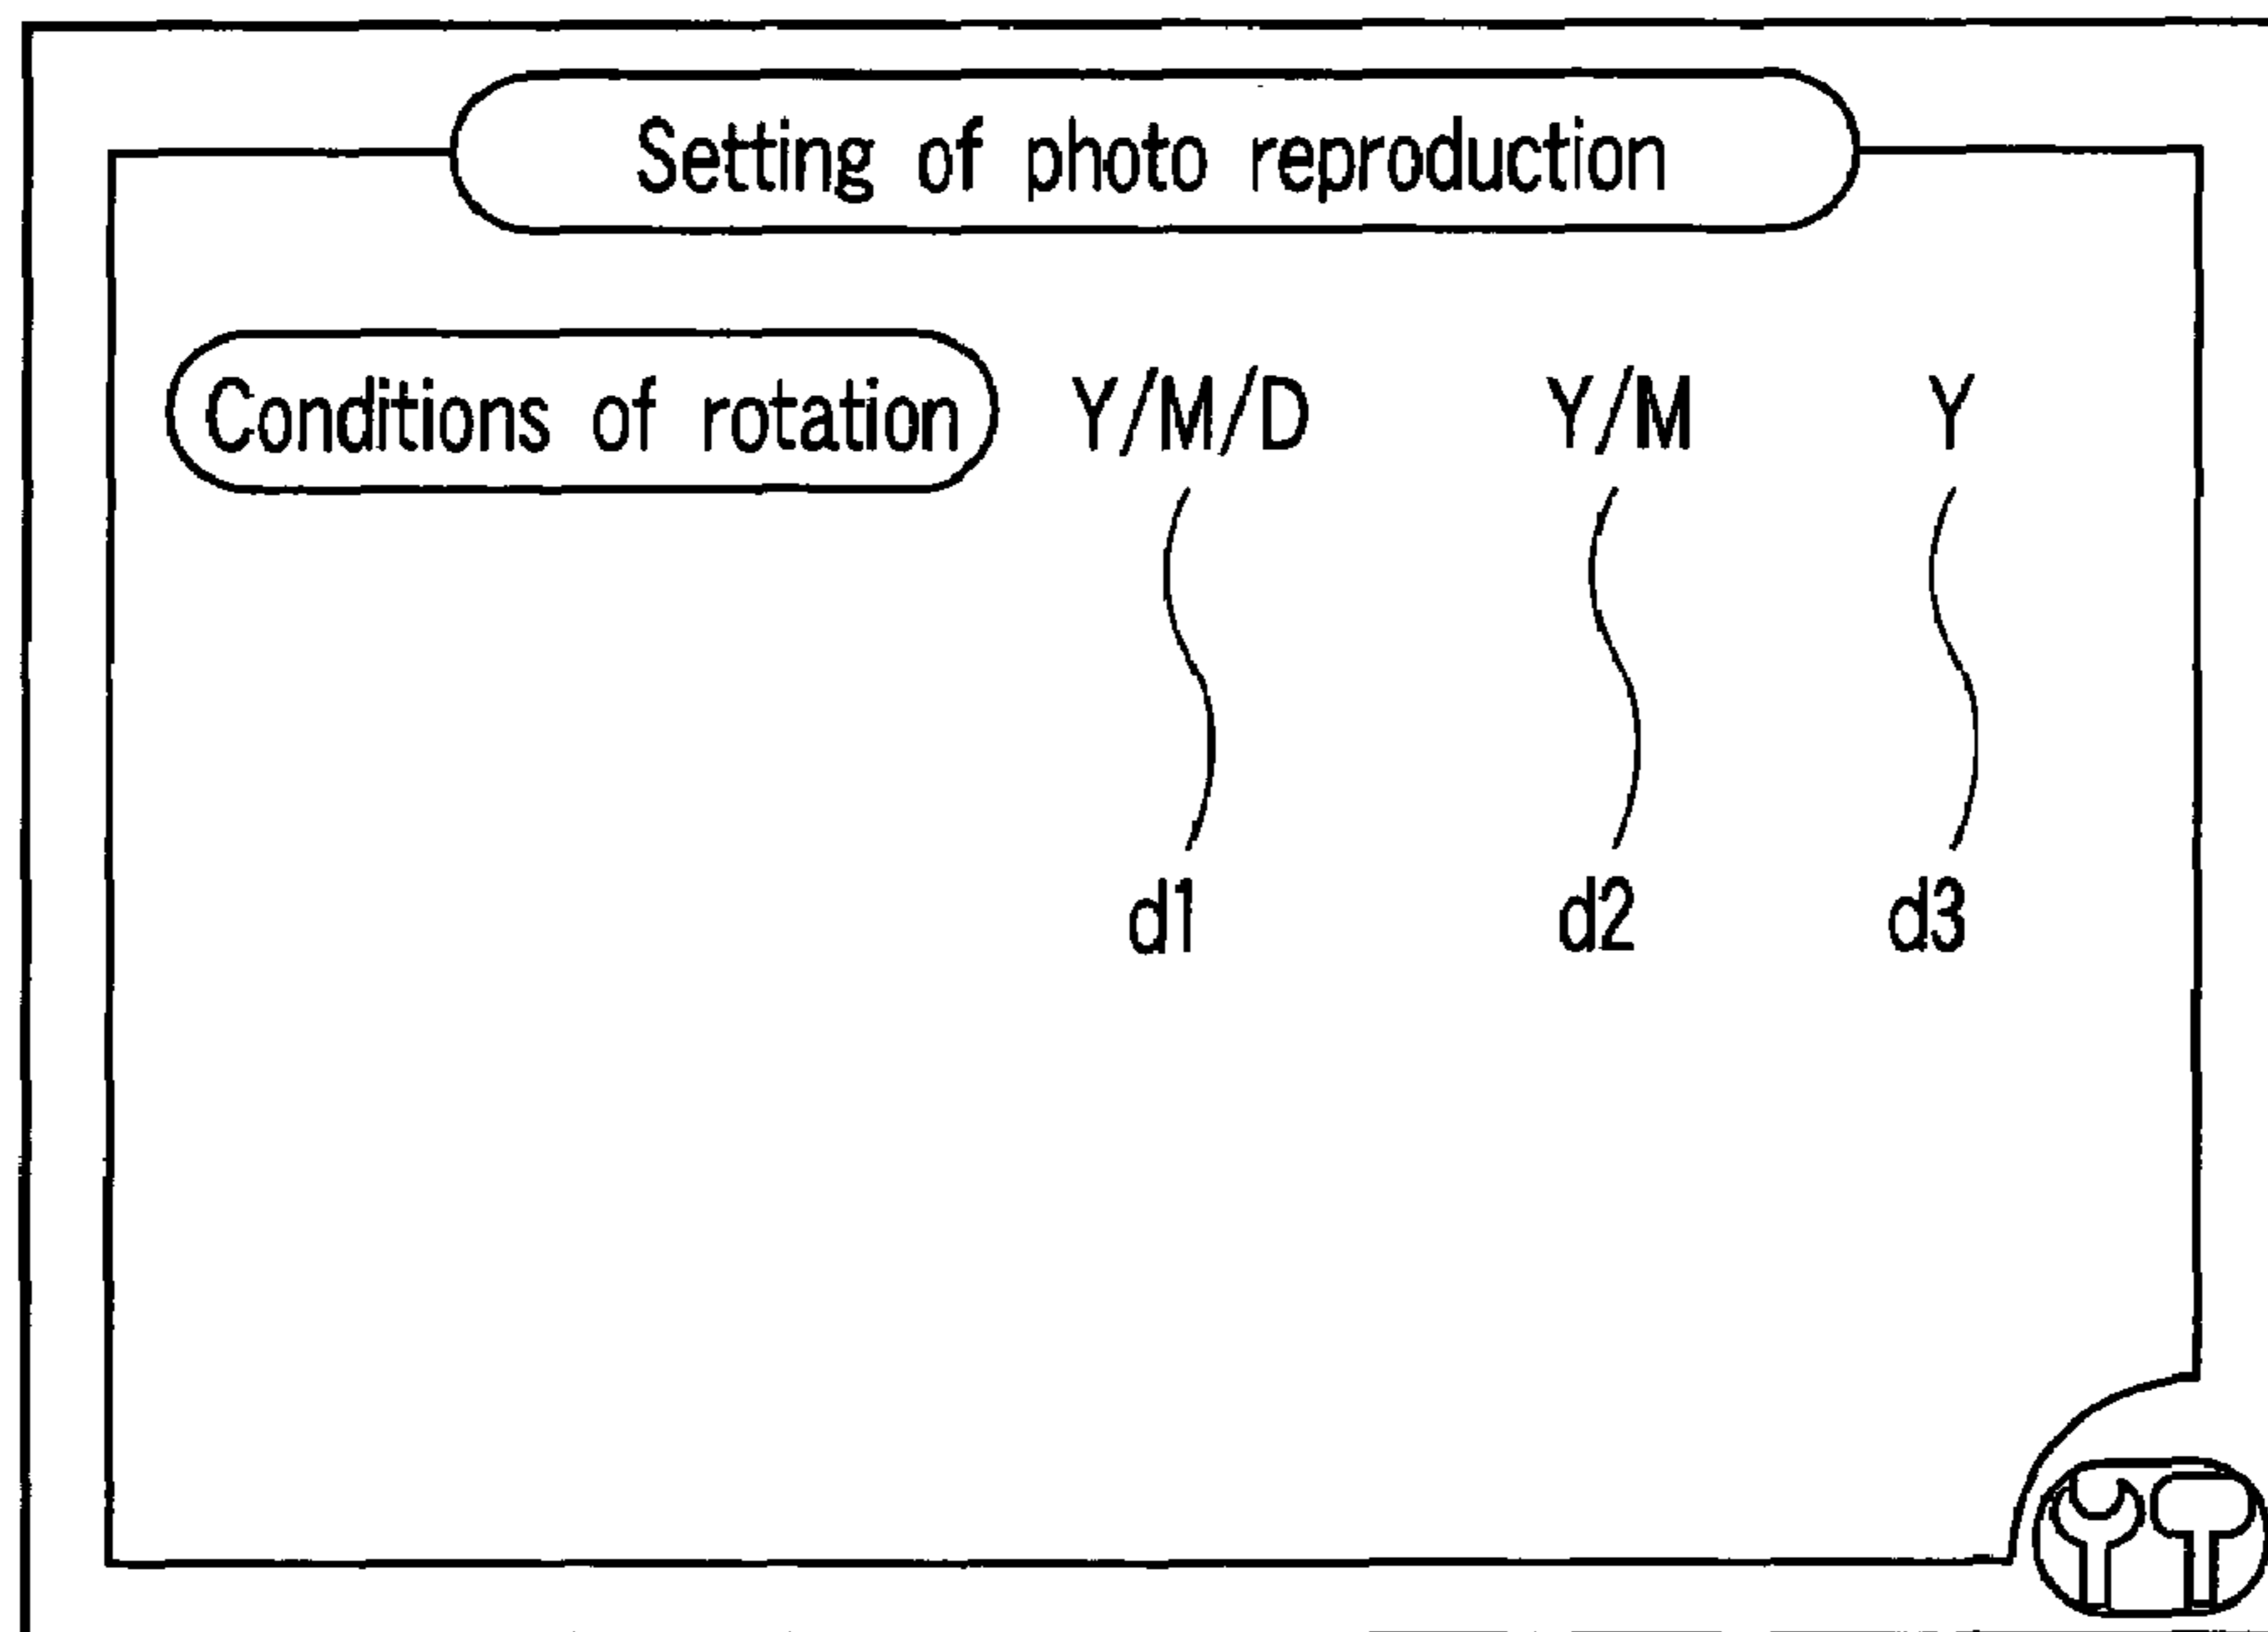 Setting of photo reproduction
Conditions of rotation Y/M/D Y/M Y
d1 d2 d3